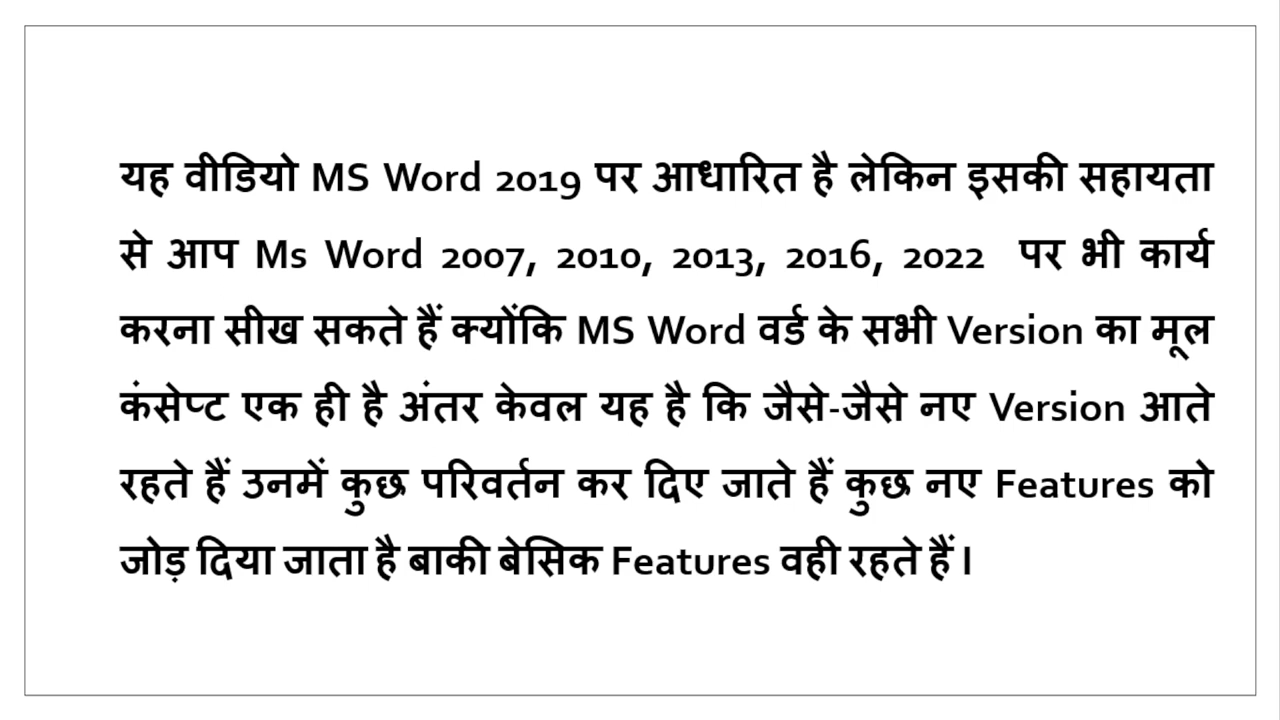 यह वीडियो MS Word 2019 पर आधारित है लेकिन इसकी सहायता
से आप Ms Word 2007, 2010, 2013, 2016, 2022 पर भी कार्य
करना सीख सकते हैं क्योंकि MS Word वर्ड के सभी Version का मूल
कंसेप्ट एक ही है अंतर केवल यह है कि जैसे-जैसे नए Version आते
रहते हैं उनमें कुछ परिवर्तन कर दिए जाते हैं कुछ नए Features को
जोड़ दिया जाता है बाकी बेसिक Features वही रहते हैं।